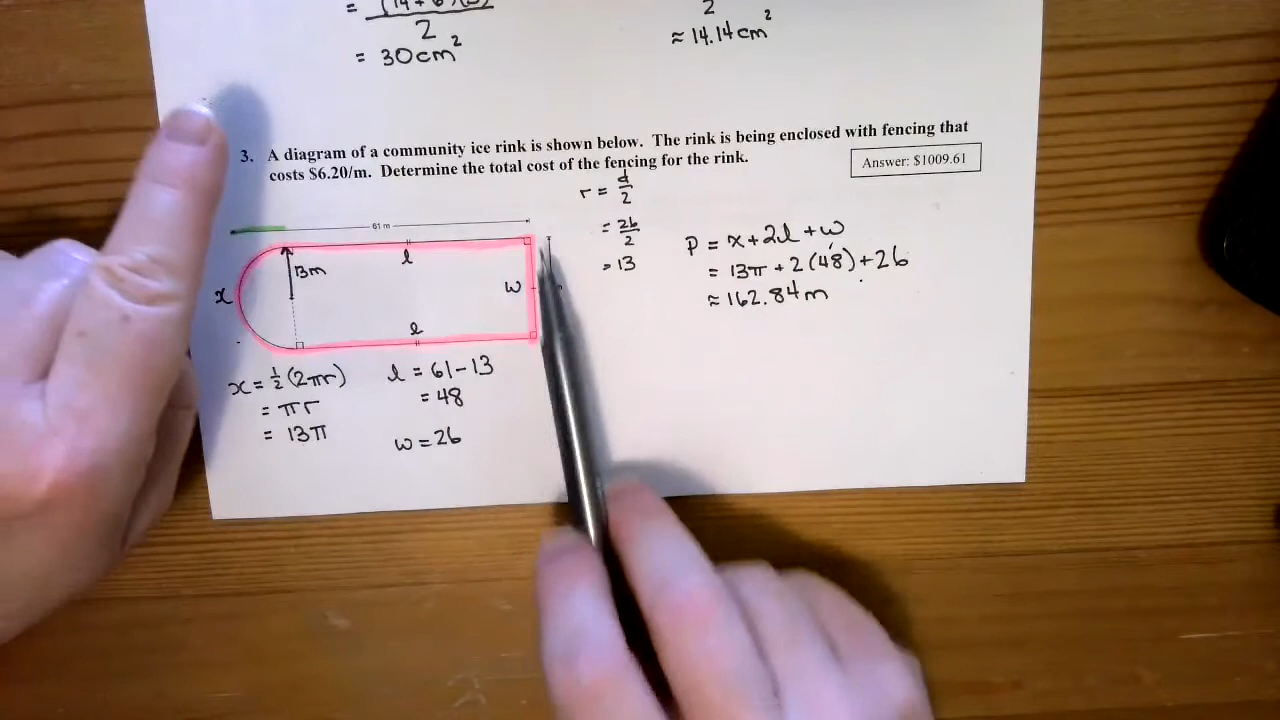 2
= 30cm²
2
≈ 14.14cm²
3. A diagram of a community ice rink is shown below. The rink is being enclosed with fencing that
costs $6.20/m. Determine the total cost of the fencing for the rink.
Answer: $1009.61
r = d/2
= 26/2
= 13
61 m
l
13m
x
w
l
x = ½(2πr)
= πr
= 13π
l = 61-13
= 48
w = 26
P = x+2l+w
= 13π + 2(48)+26
≈ 162.84m